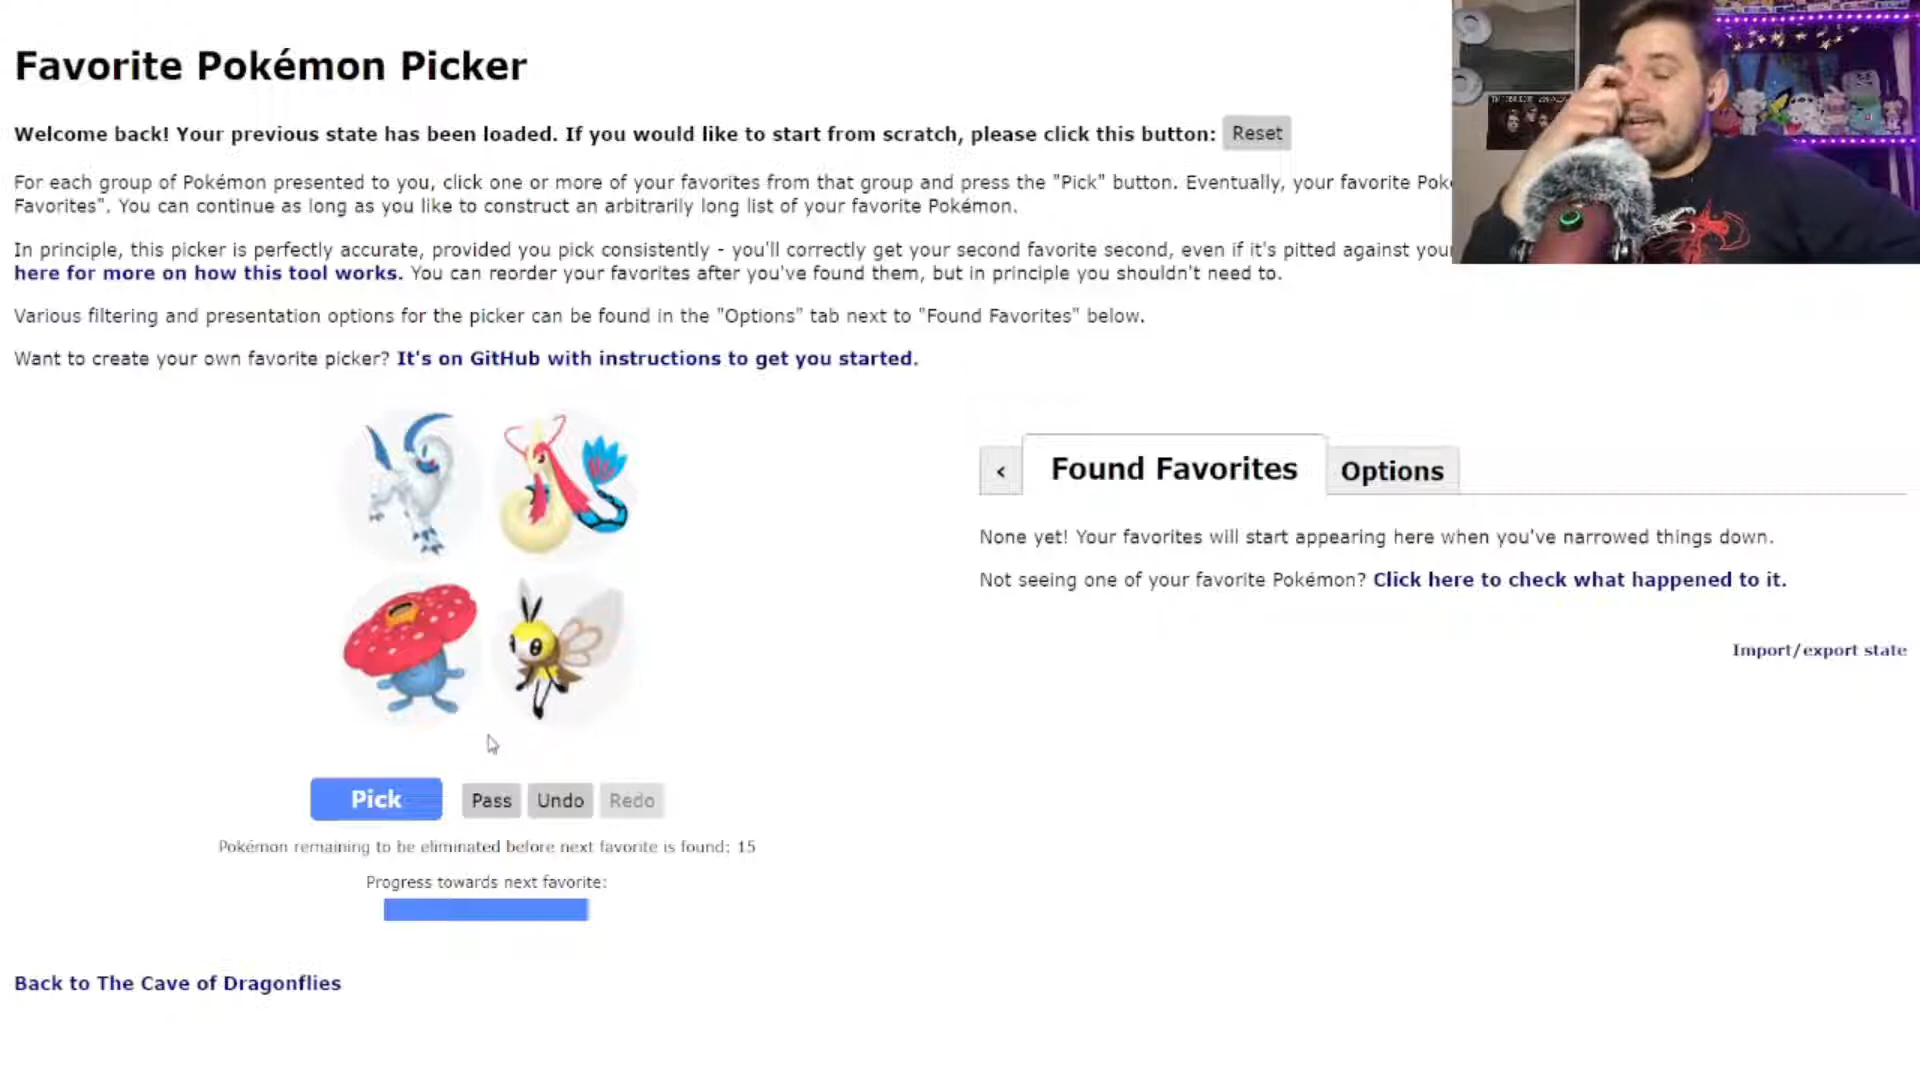 Favorite Pokémon Picker
Welcome back! Your previous state has been loaded. If you would like to start from scratch, please click this button: Reset
For each group of Pokémon presented to you, click one or more of your favorites from that group and press the "Pick" button. Eventually, your favorite
Favorites". You can continue as long as you like to construct an arbitrarily long list of your favorite Pokémon.
In principle, this picker is perfectly accurate, provided you pick consistently - you'll correctly get your second favorite second, even if it's pitted against
here for more on how this tool works. You can reorder your favorites after you've found them, but in principle you shouldn't need to.
Various filtering and presentation options for the picker can be found in the "Options" tab next to "Found Favorites" below.
Want to create your own favorite picker? It's on GitHub with instructions to get you started.
< Found Favorites Options
None yet! Your favorites will start appearing here when you've narrowed things down.
Not seeing one of your favorite Pokémon? Click here to check what happened to it.
Import/export state
Pick Pass Undo Redo
Pokémon remaining to be eliminated before next favorite is found: 15
Progress towards next favorite:
Back to The Cave of Dragonflies